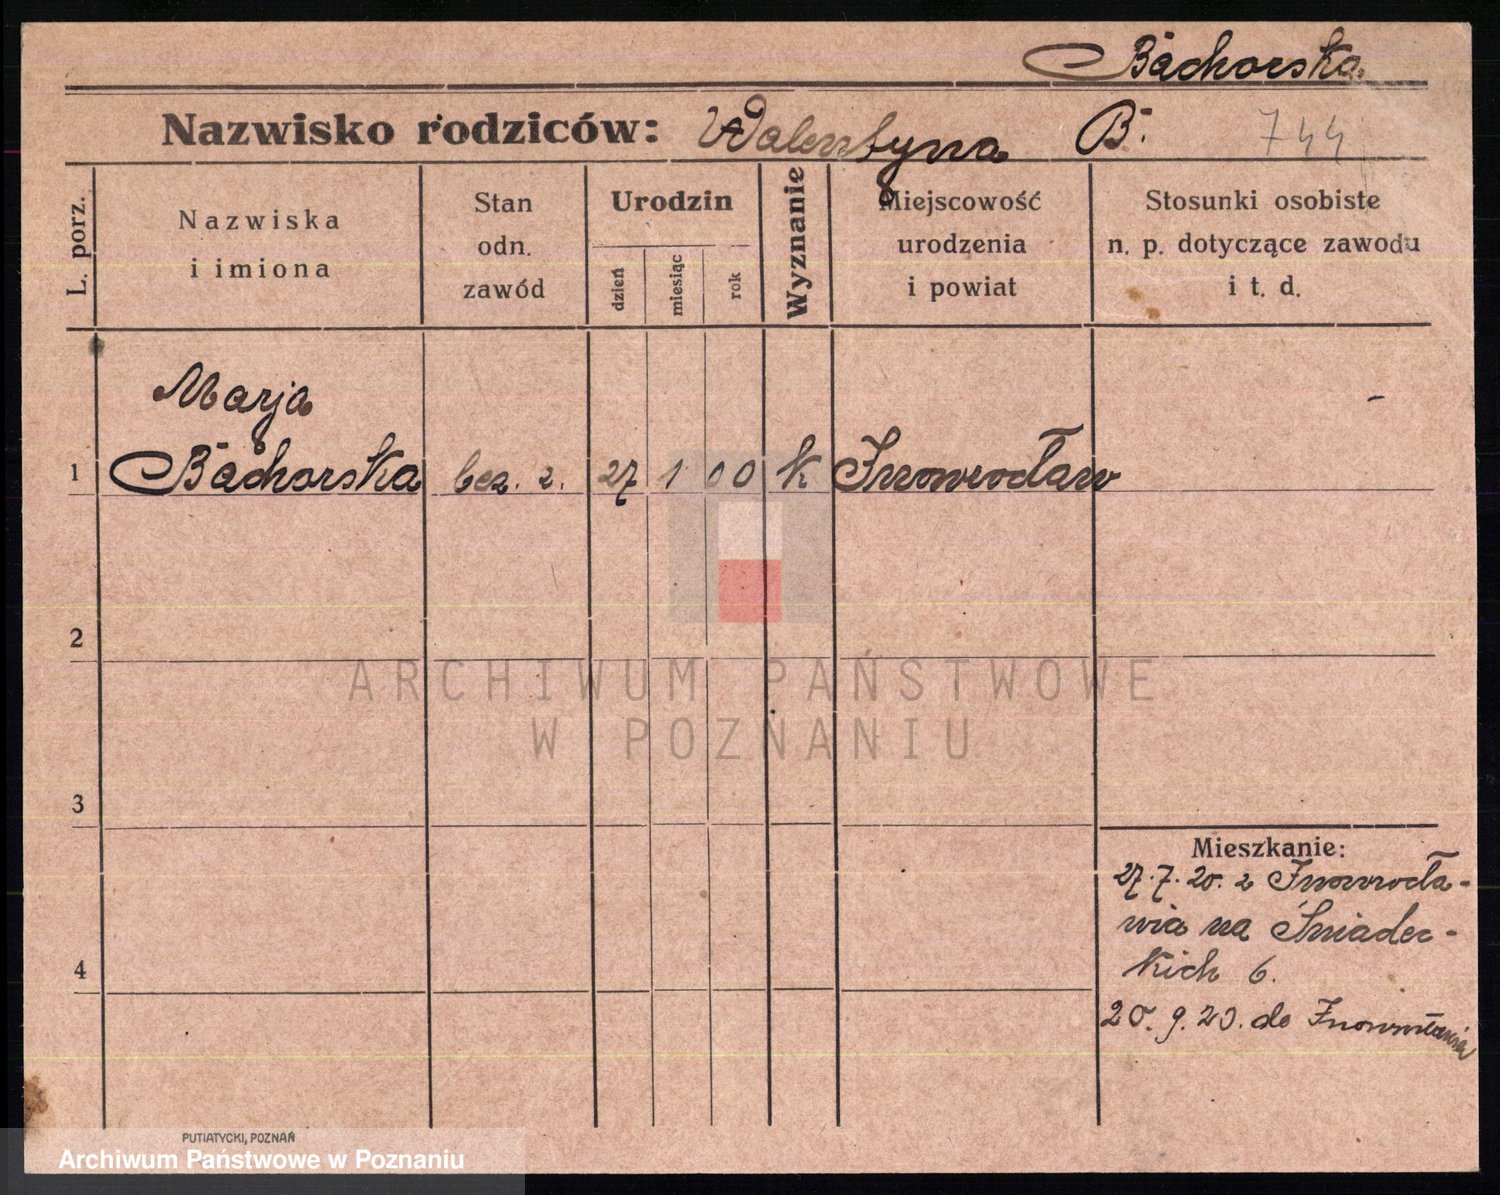 Bachorska
Nazwisko rodziców: Walentyna B. 744
L. porz.
Nazwiska
i imiona
Stan
odn.
zawód
Urodzin
dzień
miesiąc
rok
Wyznanie
Miejscowość
urodzenia
i powiat
Stosunki osobiste
n. p. dotyczące zawodu
i t. d.
Marja
1 Bachorska bez. z. 27 1 00 k Inowrocław
2
ARCHIWUM PAŃSTWOWE
W POZNANIU
3
Mieszkanie:
27.7.20. z Inowrocła-
wia na Śniadec-
kich 6.
4
20.9.20. do Inowrocławia
PUTIATYCKI, POZNAŃ
Archiwum Państwowe w Poznaniu